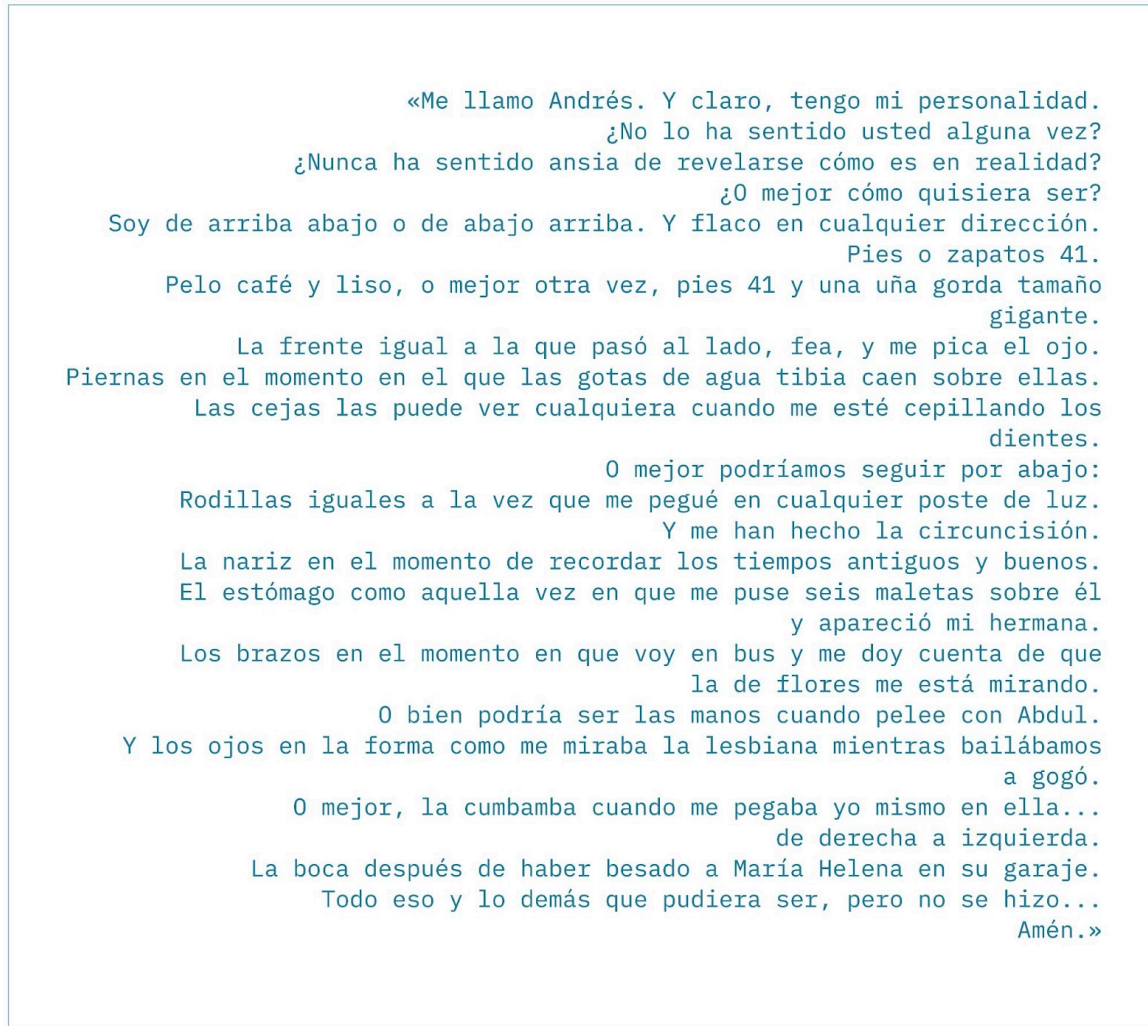 «Me llamo Andrés. Y claro, tengo mi personalidad.
¿No lo ha sentido usted alguna vez?
¿Nunca ha sentido ansia de revelarse cómo es en realidad?
¿O mejor cómo quisiera ser?
Soy de arriba abajo o de abajo arriba. Y flaco en cualquier dirección.
Pies o zapatos 41.
Pelo café y liso, o mejor otra vez, pies 41 y una uña gorda tamaño
gigante.
La frente igual a la que pasó al lado, fea, y me pica el ojo.
Piernas en el momento en el que las gotas de agua tibia caen sobre ellas.
Las cejas las puede ver cualquiera cuando me esté cepillando los
dientes.
O mejor podríamos seguir por abajo:
Rodillas iguales a la vez que me pegué en cualquier poste de luz.
Y me han hecho la circuncisión.
La nariz en el momento de recordar los tiempos antiguos y buenos.
El estómago como aquella vez en que me puse seis maletas sobre él
y apareció mi hermana.
Los brazos en el momento en que voy en bus y me doy cuenta de que
la de flores me está mirando.
O bien podría ser las manos cuando pelee con Abdul.
Y los ojos en la forma como me miraba la lesbiana mientras bailábamos
a gogó.
O mejor, la cumbamba cuando me pegaba yo mismo en ella...
de derecha a izquierda.
La boca después de haber besado a María Helena en su garaje.
Todo eso y lo demás que pudiera ser, pero no se hizo...
Amén.»